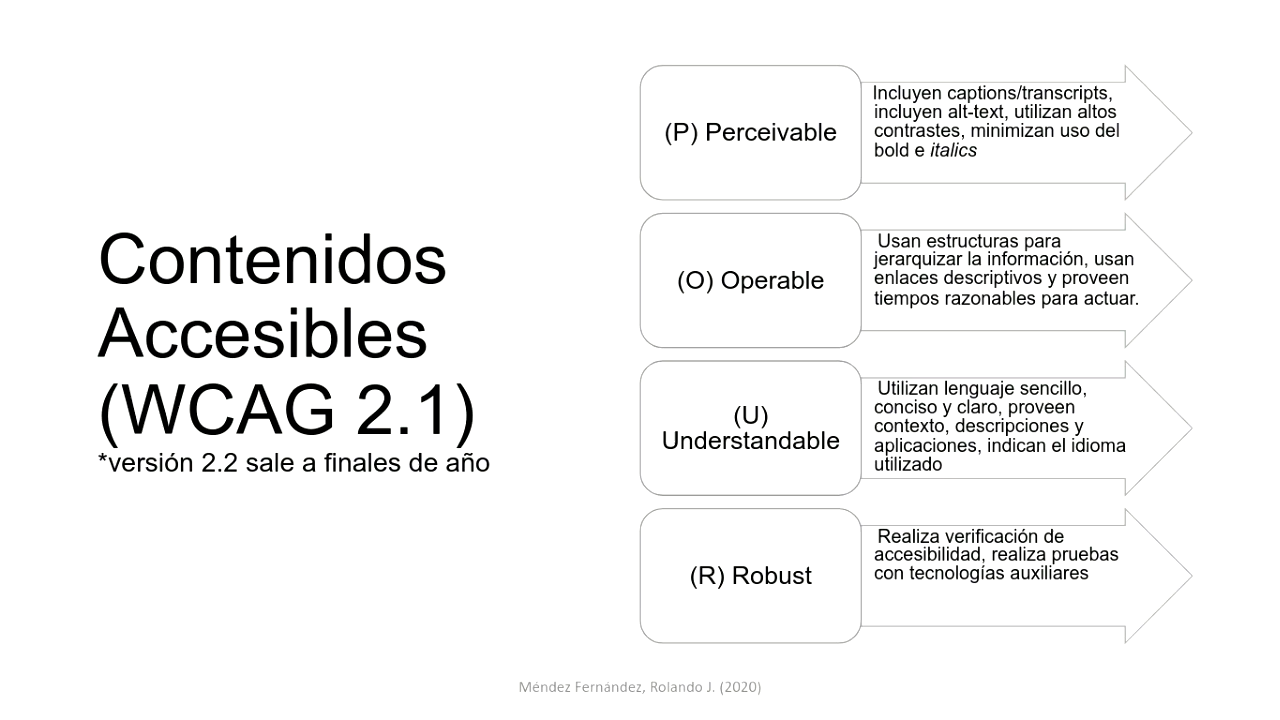 Contenidos
Accesibles
(WCAG 2.1)
*versión 2.2 sale a finales de año
(P) Perceivable
Incluyen captions/transcripts,
incluyen alt-text, utilizan altos
contrastes, minimizan uso del
bold e italics
(O) Operable
Usan estructuras para
jerarquizar la información, usan
enlaces descriptivos y proveen
tiempos razonables para actuar.
(U)
Understandable
Utilizan lenguaje sencillo,
conciso y claro, proveen
contexto, descripciones y
aplicaciones, indican el idioma
utilizado
(R) Robust
Realiza verificación de
accesibilidad, realiza pruebas
con tecnologías auxiliares
Méndez Fernández, Rolando J. (2020)